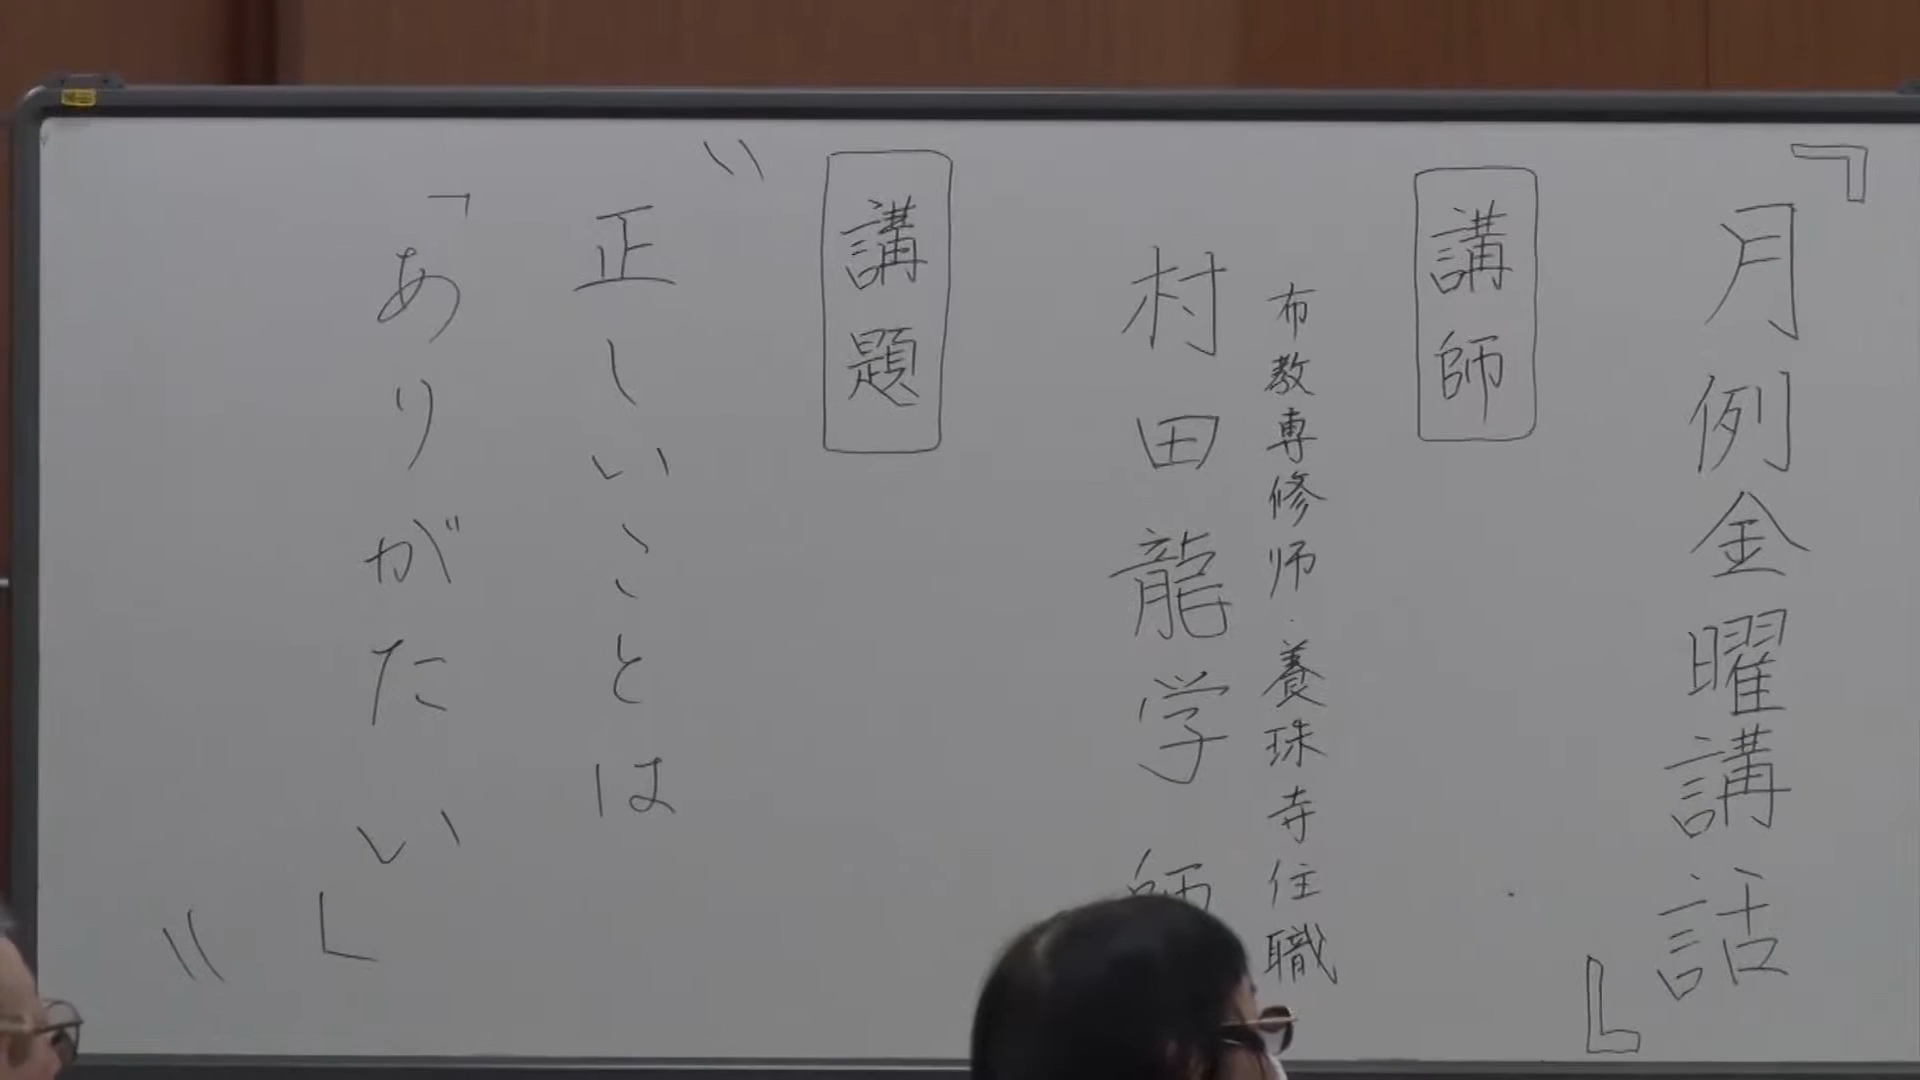 『月例金曜講話』
講師
布教専修师・養珠寺住職
村田龍学 師
講題
〝正しいことは
「ありがたい」〟